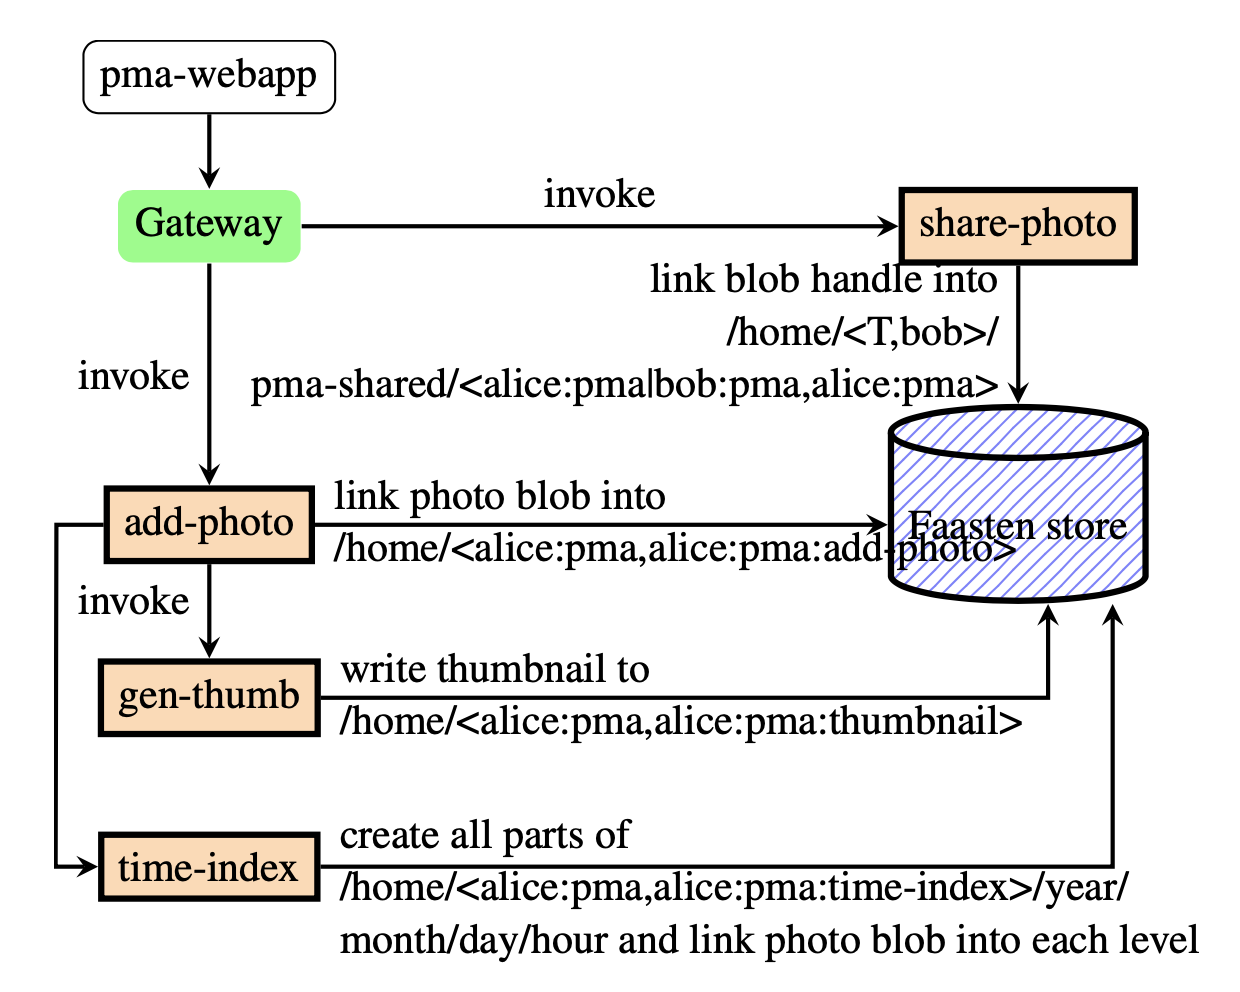 pma-webapp
Gateway
invoke
share-photo
link blob handle into
/home/<T,bob>/
pma-shared/<alice:pma|bob:pma,alice:pma>
invoke
add-photo
link photo blob into
/home/<alice:pma,alice:pma:add-photo>
Faasten store
invoke
gen-thumb
write thumbnail to
/home/<alice:pma,alice:pma:thumbnail>
time-index
create all parts of
/home/<alice:pma,alice:pma:time-index>/year/
month/day/hour and link photo blob into each level